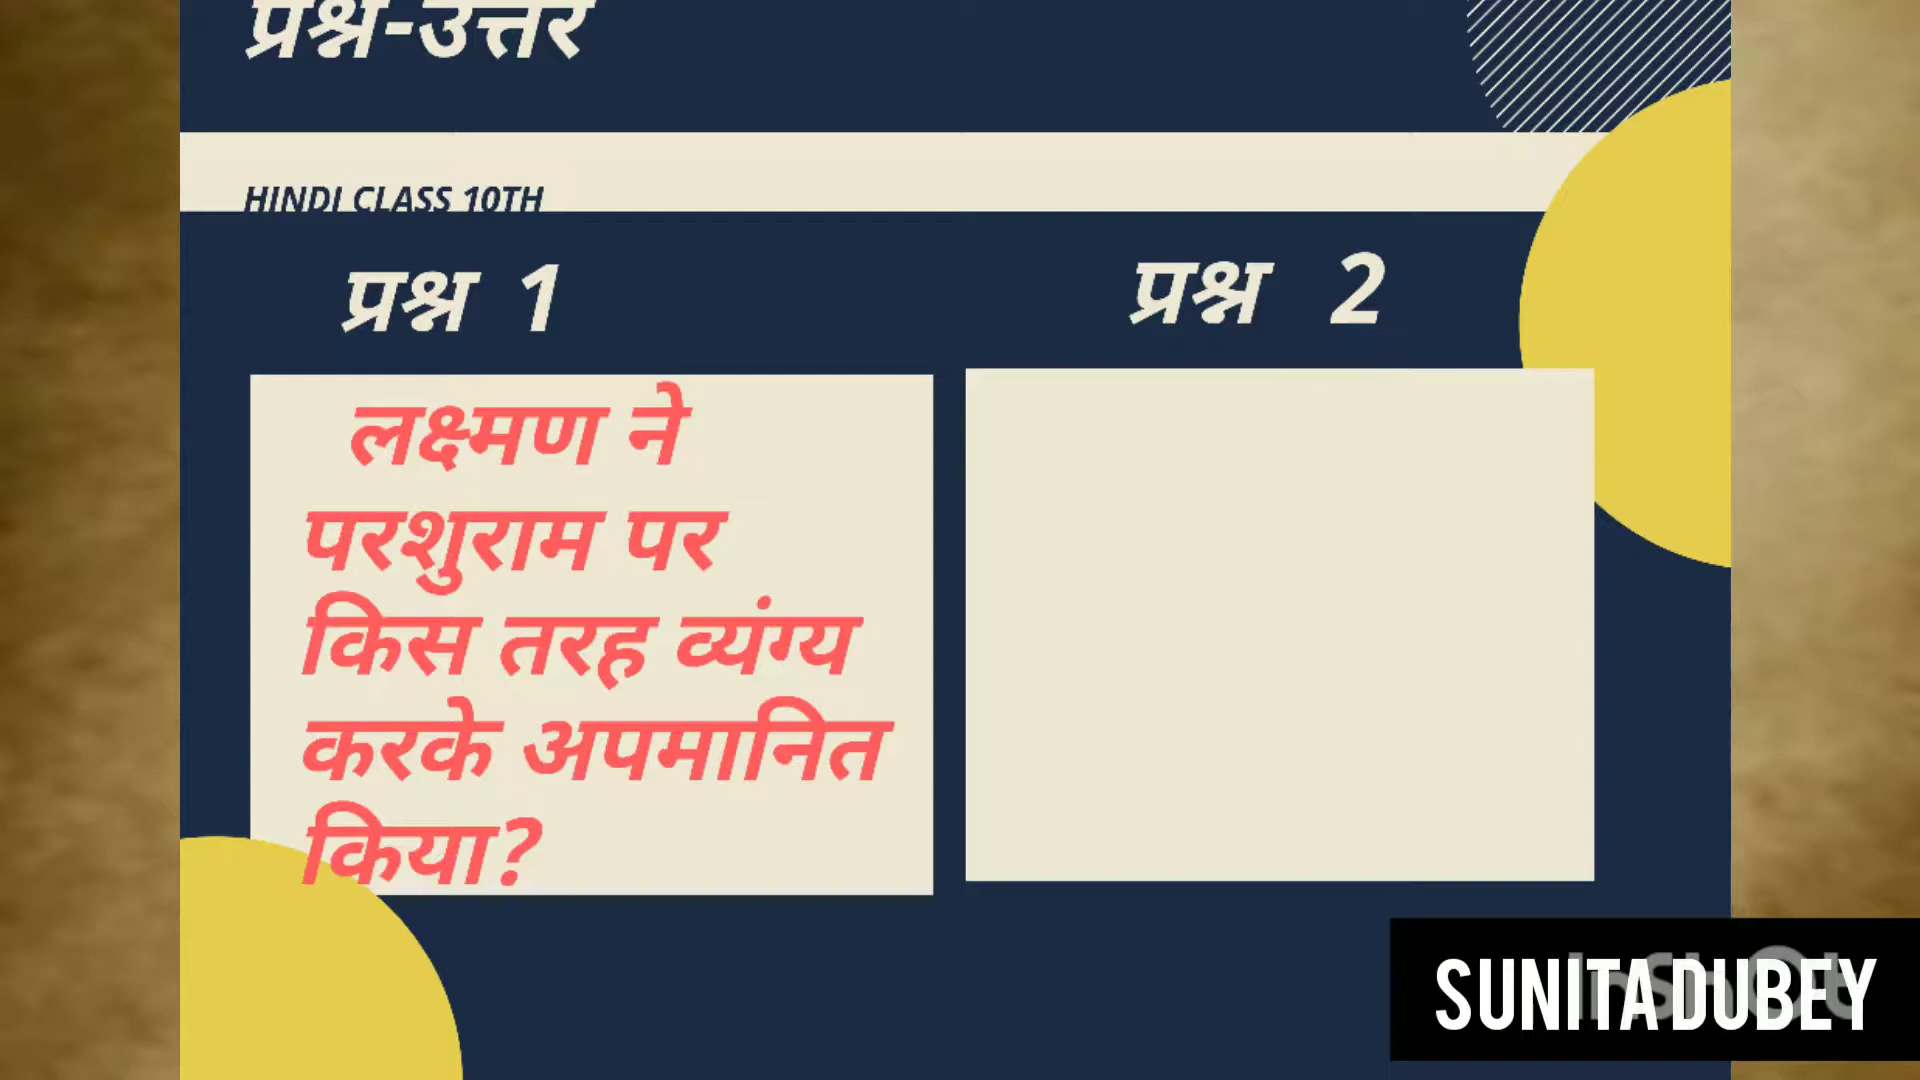 प्रश्न-उत्तर
HINDI CLASS 10TH
प्रश्न 1
लक्ष्मण ने
परशुराम पर
किस तरह व्यंग्य
करके अपमानित
किया?
प्रश्न 2
SUNITA DUBEY
InShOt